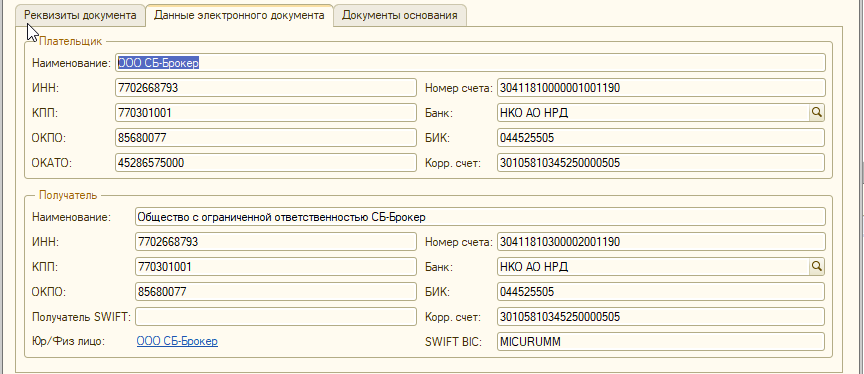 Реквизиты документа Данные электронного документа Документы основания
Плательщик
Наименование: ООО СБ-Брокер
ИНН: 7702668793 Номер счета: 30411810000001001190
КПП: 770301001 Банк: НКО АО НРД
ОКПО: 85680077 БИК: 044525505
ОКАТО: 45286575000 Корр. счет: 30105810345250000505
Получатель
Наименование: Общество с ограниченной ответственностью СБ-Брокер
ИНН: 7702668793 Номер счета: 30411810300002001190
КПП: 770301001 Банк: НКО АО НРД
ОКПО: 85680077 БИК: 044525505
Получатель SWIFT: Корр. счет: 30105810345250000505
Юр/Физ лицо: ООО СБ-Брокер SWIFT BIC: MICURUMM